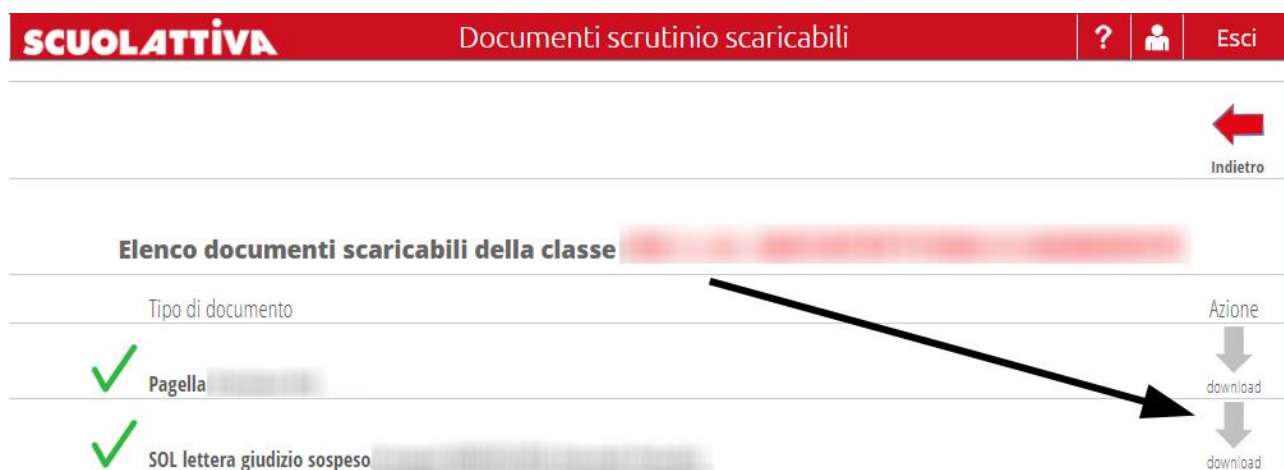 SCUOLATTIVA Documenti scrutinio scaricabili ? Esci
Indietro
Elenco documenti scaricabili della classe
Tipo di documento Azione
Pagella download
SOL lettera giudizio sospeso download